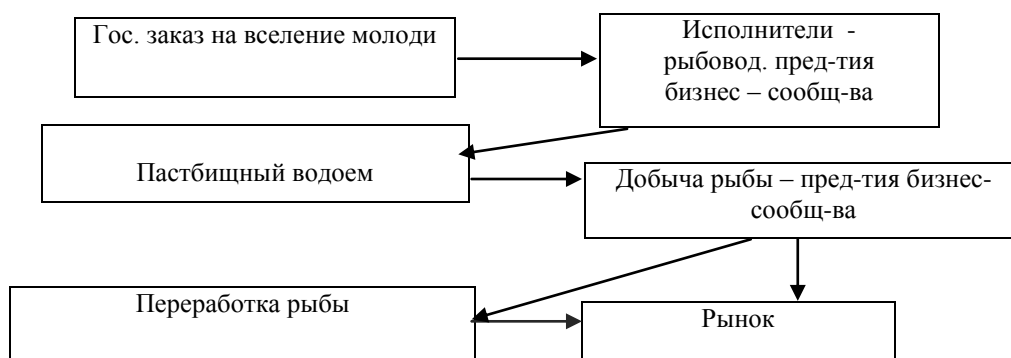 Гос. заказ на вселение молоди
Исполнители -
рыбовод. пред-тия
бизнес – сообщ-ва
Пастбищный водоем
Добыча рыбы – пред-тия бизнес-
сообщ-ва
Переработка рыбы
Рынок